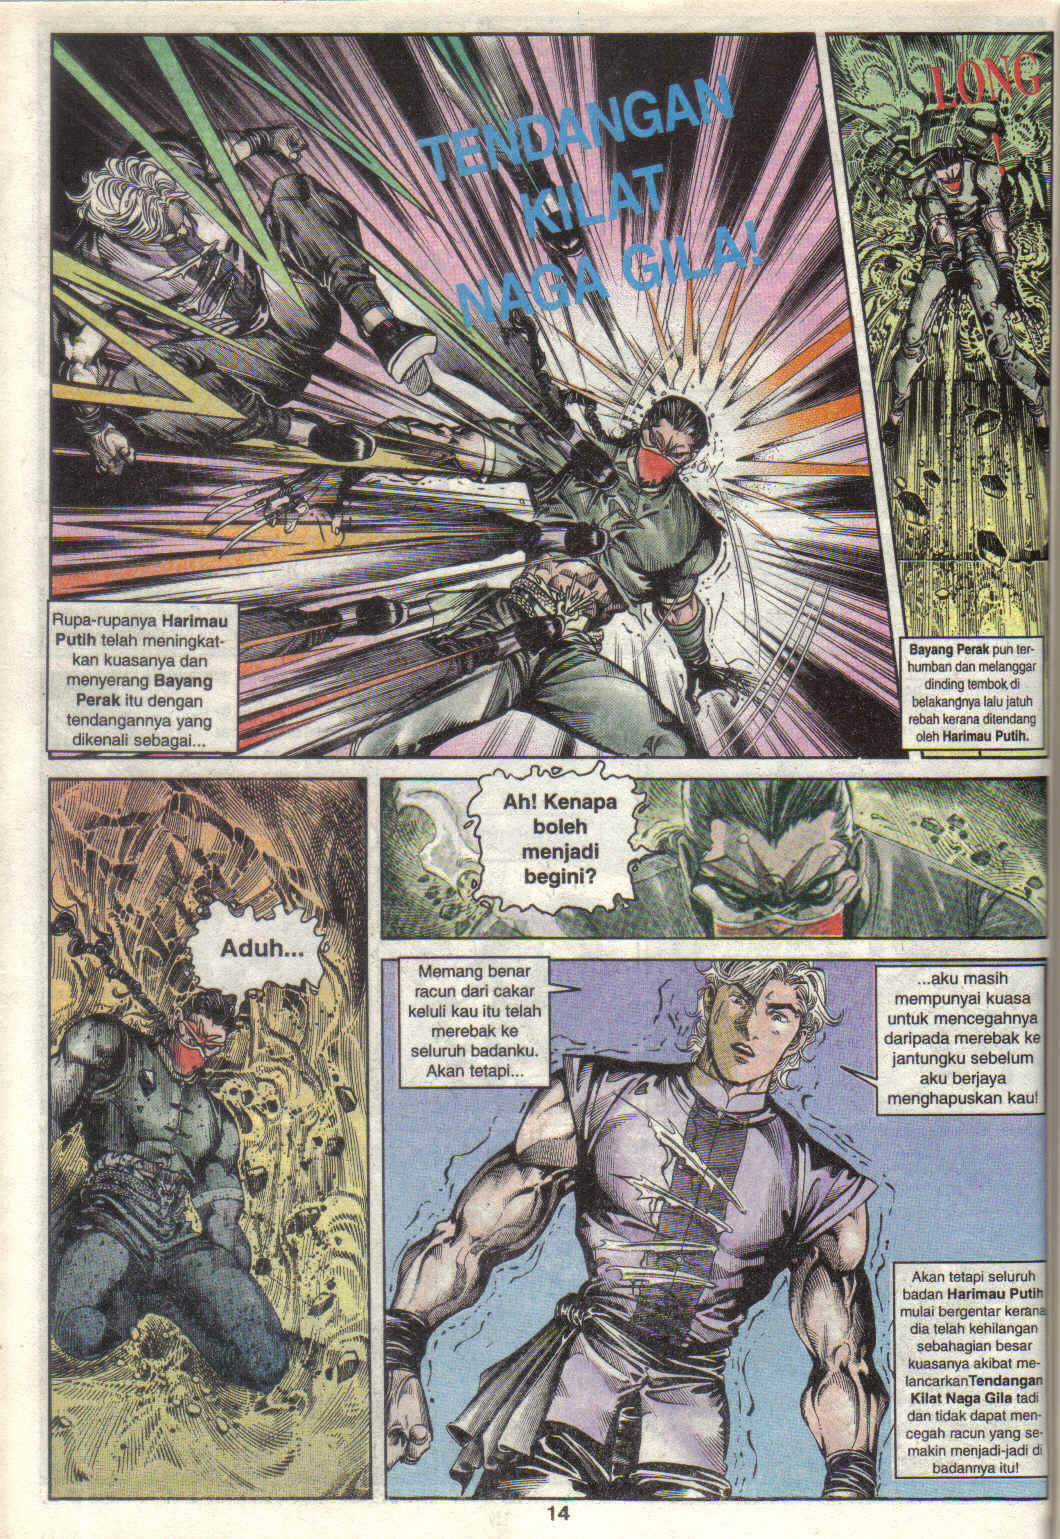 TENDANGAN
KILAT
NAGA GILA!
LONG
!
Rupa-rupanya Harimau
Putih telah meningkat-
kan kuasanya dan
menyerang Bayang
Perak itu dengan
tendangannya yang
dikenali sebagai...
Bayang Perak pun ter-
humban dan melanggar
dinding tembok di
belakangnya lalu jatuh
rebah kerana ditendang
oleh Harimau Putih.
Aduh...
Ah! Kenapa
boleh
menjadi
begini?
Memang benar
racun dari cakar
keluli kau itu telah
merebak ke
seluruh badanku.
Akan tetapi...
...aku masih
mempunyai kuasa
untuk mencegahnya
daripada merebak ke
jantungku sebelum
aku berjaya
menghapuskan kau!
Akan tetapi seluruh
badan Harimau Putih
mulai bergentar kerana
dia telah kehilangan
sebahagian besar
kuasanya akibat me-
lancarkanTendangan
Kilat Naga Gila tadi
dan tidak dapat men-
cegah racun yang se-
makin menjadi-jadi di
badannya itu!
14